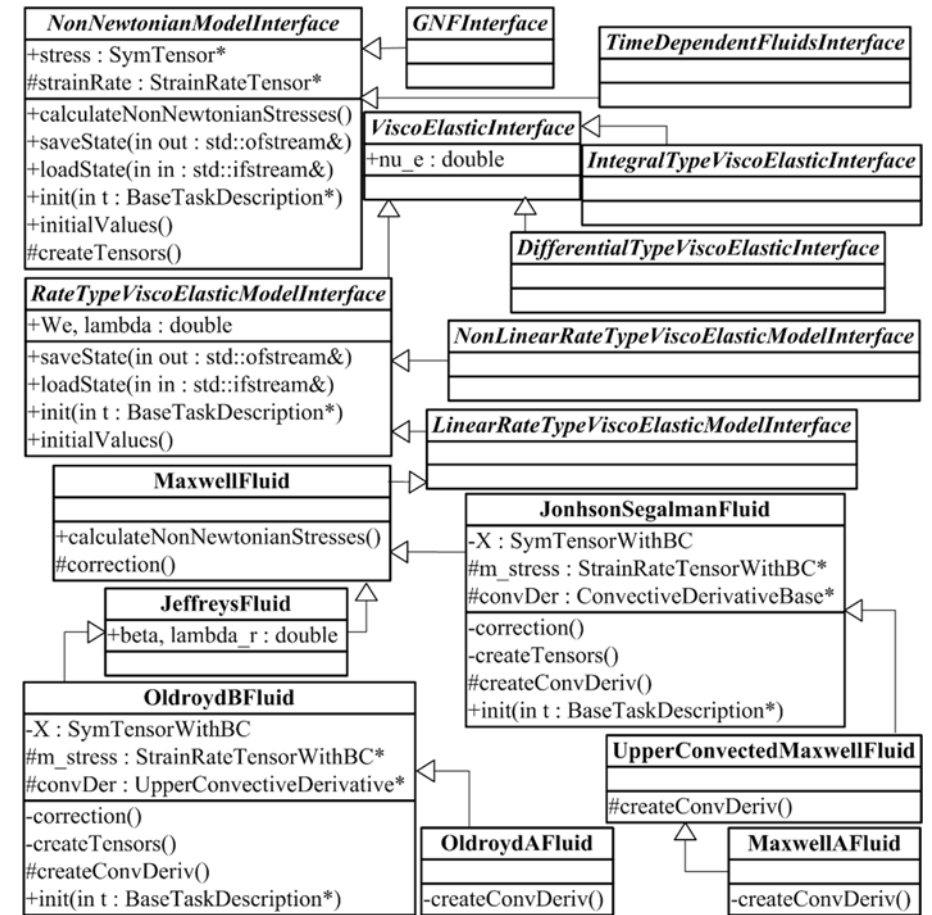 NonNewtonianModelInterface
+stress : SymTensor*
#strainRate : StrainRateTensor*
+calculateNonNewtonianStresses()
+saveState(in out : std::ofstream&)
+loadState(in in : std::ifstream&)
+init(in t : BaseTaskDescription*)
+initialValues()
#createTensors()
GNFInterface
TimeDependentFluidsInterface
ViscoElasticInterface
+nu_e : double
IntegralTypeViscoElasticInterface
DifferentialTypeViscoElasticInterface
RateTypeViscoElasticModelInterface
+We, lambda : double
+saveState(in out : std::ofstream&)
+loadState(in in : std::ifstream&)
+init(in t : BaseTaskDescription*)
+initialValues()
NonLinearRateTypeViscoElasticModelInterface
LinearRateTypeViscoElasticModelInterface
MaxwellFluid
+calculateNonNewtonianStresses()
#correction()
JonhsonSegalmanFluid
-X : SymTensorWithBC
#m_stress : StrainRateTensorWithBC*
#convDer : ConvectiveDerivativeBase*
-correction()
-createTensors()
#createConvDeriv()
+init(in t : BaseTaskDescription*)
JeffreysFluid
+beta, lambda_r : double
OldroydBFluid
-X : SymTensorWithBC
#m_stress : StrainRateTensorWithBC*
#convDer : UpperConvectiveDerivative*
-correction()
-createTensors()
#createConvDeriv()
+init(in t : BaseTaskDescription*)
UpperConvectedMaxwellFluid
#createConvDeriv()
OldroydAFluid
-createConvDeriv()
MaxwellAFluid
-createConvDeriv()